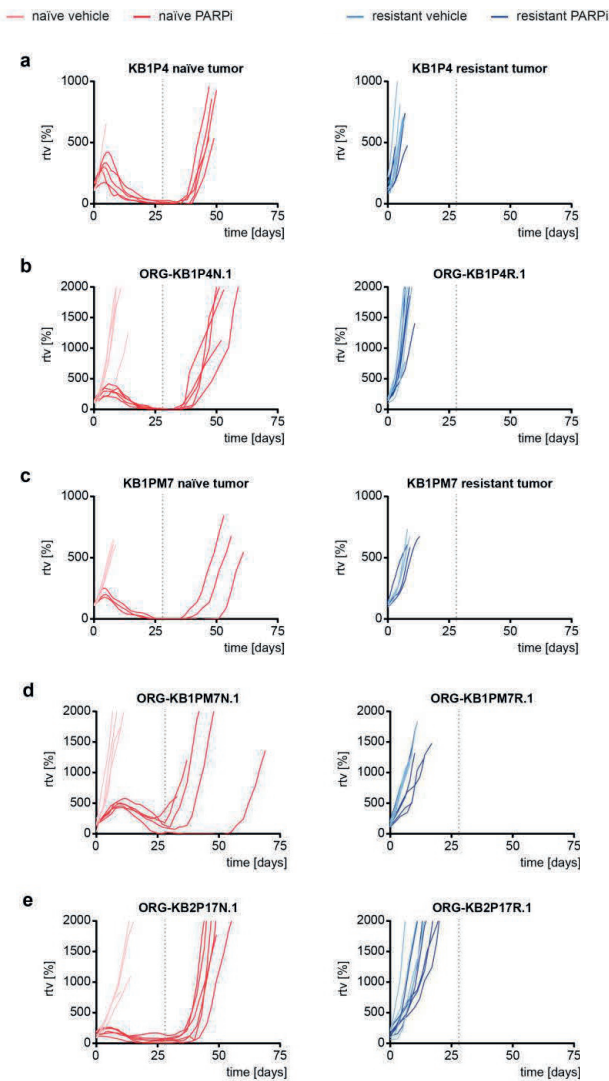 naïve vehicle naïve PARPi resistant vehicle resistant PARPi
a
KB1P4 naïve tumor KB1P4 resistant tumor
rtv [%] rtv [%]
1000 1000
500 500
0 0
0 25 50 75 0 25 50 75
time [days] time [days]
b
ORG-KB1P4N.1 ORG-KB1P4R.1
rtv [%] rtv [%]
2000 2000
1500 1500
1000 1000
500 500
0 0
0 25 50 75 0 25 50 75
time [days] time [days]
c
KB1PM7 naïve tumor KB1PM7 resistant tumor
rtv [%] rtv [%]
1000 1000
500 500
0 0
0 25 50 75 0 25 50 75
time [days] time [days]
d
ORG-KB1PM7N.1 ORG-KB1PM7R.1
rtv [%] rtv [%]
2000 2000
1500 1500
1000 1000
500 500
0 0
0 25 50 75 0 25 50 75
time [days] time [days]
e
ORG-KB2P17N.1 ORG-KB2P17R.1
rtv [%] rtv [%]
2000 2000
1500 1500
1000 1000
500 500
0 0
0 25 50 75 0 25 50 75
time [days] time [days]